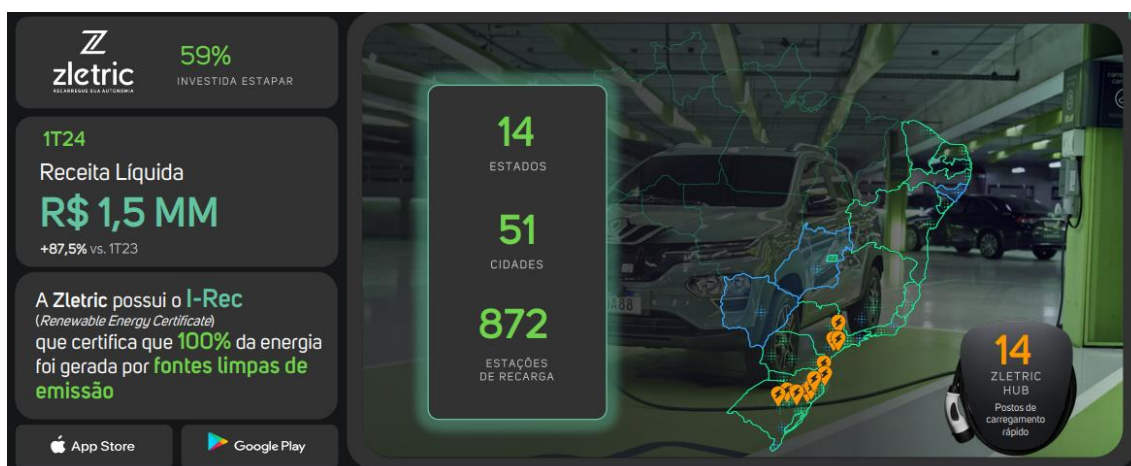 zletric
RECARREGUE SUA AUTONOMIA
59%
INVESTIDA ESTAPAR
1T24
Receita Líquida
R$ 1,5 MM
+87,5% vs. 1T23
A Zletric possui o I-Rec
(Renewable Energy Certificate)
que certifica que 100% da energia
foi gerada por fontes limpas de
emissão
App Store
Google Play
14
ESTADOS
51
CIDADES
872
ESTAÇÕES
DE RECARGA
14
ZLETRIC
HUB
Postos de
carregamento
rápido